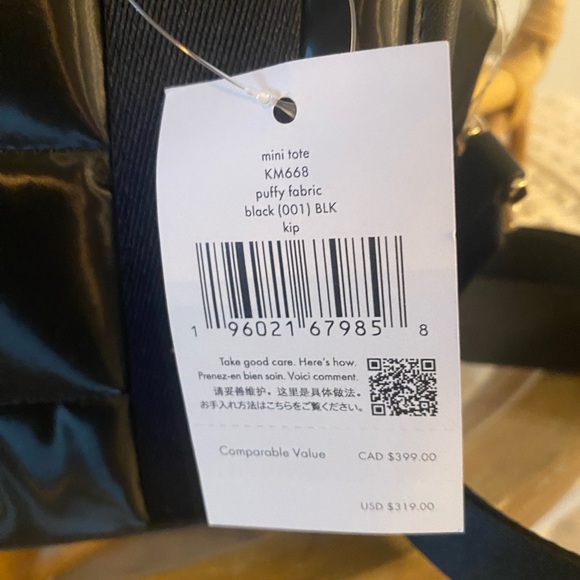 mini tote
KM668
puffy fabric
black (001) BLK
kip
1 96021 67985 8
Take good care. Here's how.
Prenez-en bien soin. Voici comment.
请妥善维护。这里是具体做法。
お手入れ方法はこちらをご覧ください。
Comparable Value CAD $399.00
USD $319.00